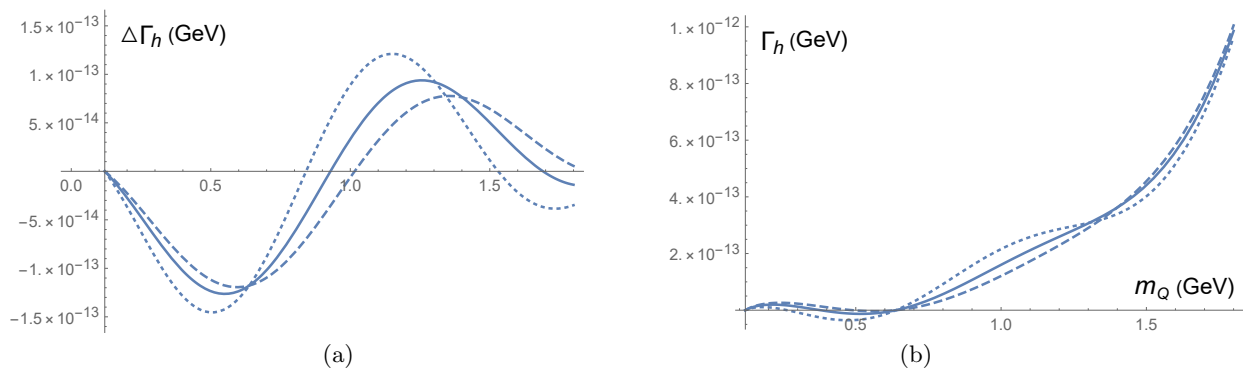 △Γh (GeV)
1.5 × 10−13
1. × 10−13
5. × 10−14
0.0 0.5 1.0 1.5
−5. × 10−14
−1. × 10−13
−1.5 × 10−13
(a)
Γh (GeV)
1. × 10−12
8. × 10−13
6. × 10−13
4. × 10−13
2. × 10−13
mQ (GeV)
0.5 1.0 1.5
(b)